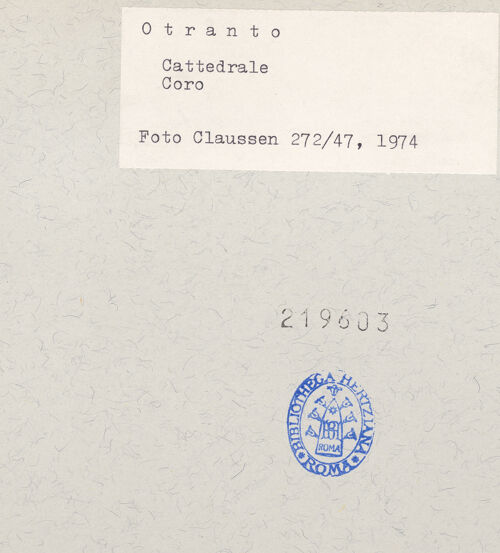 O t r a n t o
Cattedrale
Coro
Foto Claussen 272/47, 1974
219603
BIBLIOTHECA HERTZIANA
ROMA
ROMA